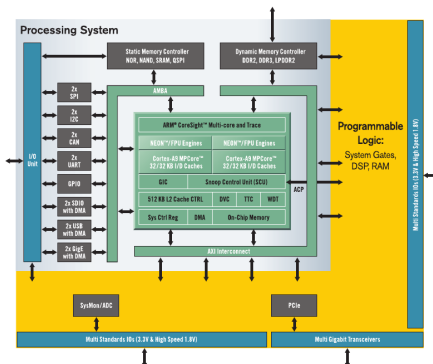 Processing System
Static Memory Controller
NOR, NAND, SRAM, QSPI
Dynamic Memory Controller
DDR2, DDR3, LPDDR2
AMBA
2x
SPI
2x
I2C
2x
CAN
2x
UART
GPIO
2x SDIO
with DMA
2x USB
with DMA
2x GigE
with DMA
I/O
Unit
ARM® CoreSight™ Multi-core and Trace
NEON™/FPU Engines
NEON™/FPU Engines
Cortex-A9 MPCore™
32/32 KB I/D Caches
Cortex-A9 MPCore™
32/32 KB I/D Caches
GIC
Snoop Control Unit (SCU)
512 KB L2 Cache CTRL
DVC
TTC
WDT
Sys Ctrl Reg
DMA
On-Chip Memory
ACP
AXI Interconnect
Programmable
Logic:
System Gates,
DSP, RAM
Multi Standards IOs (3.3V & High Speed 1.8V)
SysMon/ADC
PCIe
Multi Standards IOs (3.3V & High Speed 1.8V)
Multi Gigabit Transceivers